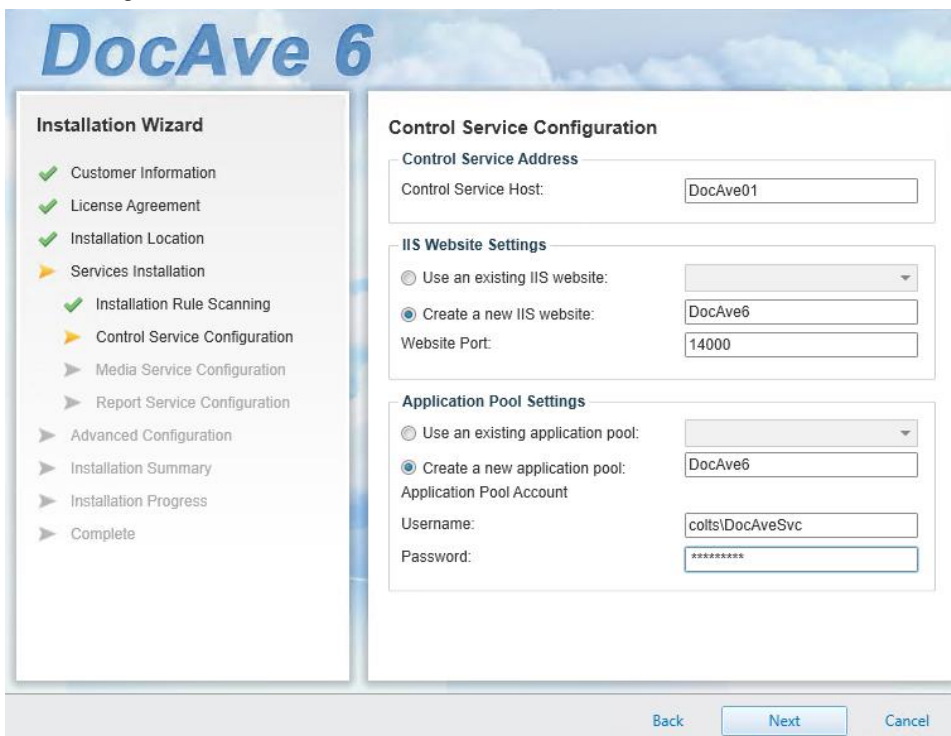 DocAve 6
Installation Wizard
Customer Information
License Agreement
Installation Location
Services Installation
Installation Rule Scanning
Control Service Configuration
Media Service Configuration
Report Service Configuration
Advanced Configuration
Installation Summary
Installation Progress
Complete
Control Service Configuration
Control Service Address
Control Service Host: DocAve01
IIS Website Settings
Use an existing IIS website:
Create a new IIS website: DocAve6
Website Port: 14000
Application Pool Settings
Use an existing application pool:
Create a new application pool: DocAve6
Application Pool Account
Username: colts\DocAveSvc
Password: *********
Back Next Cancel